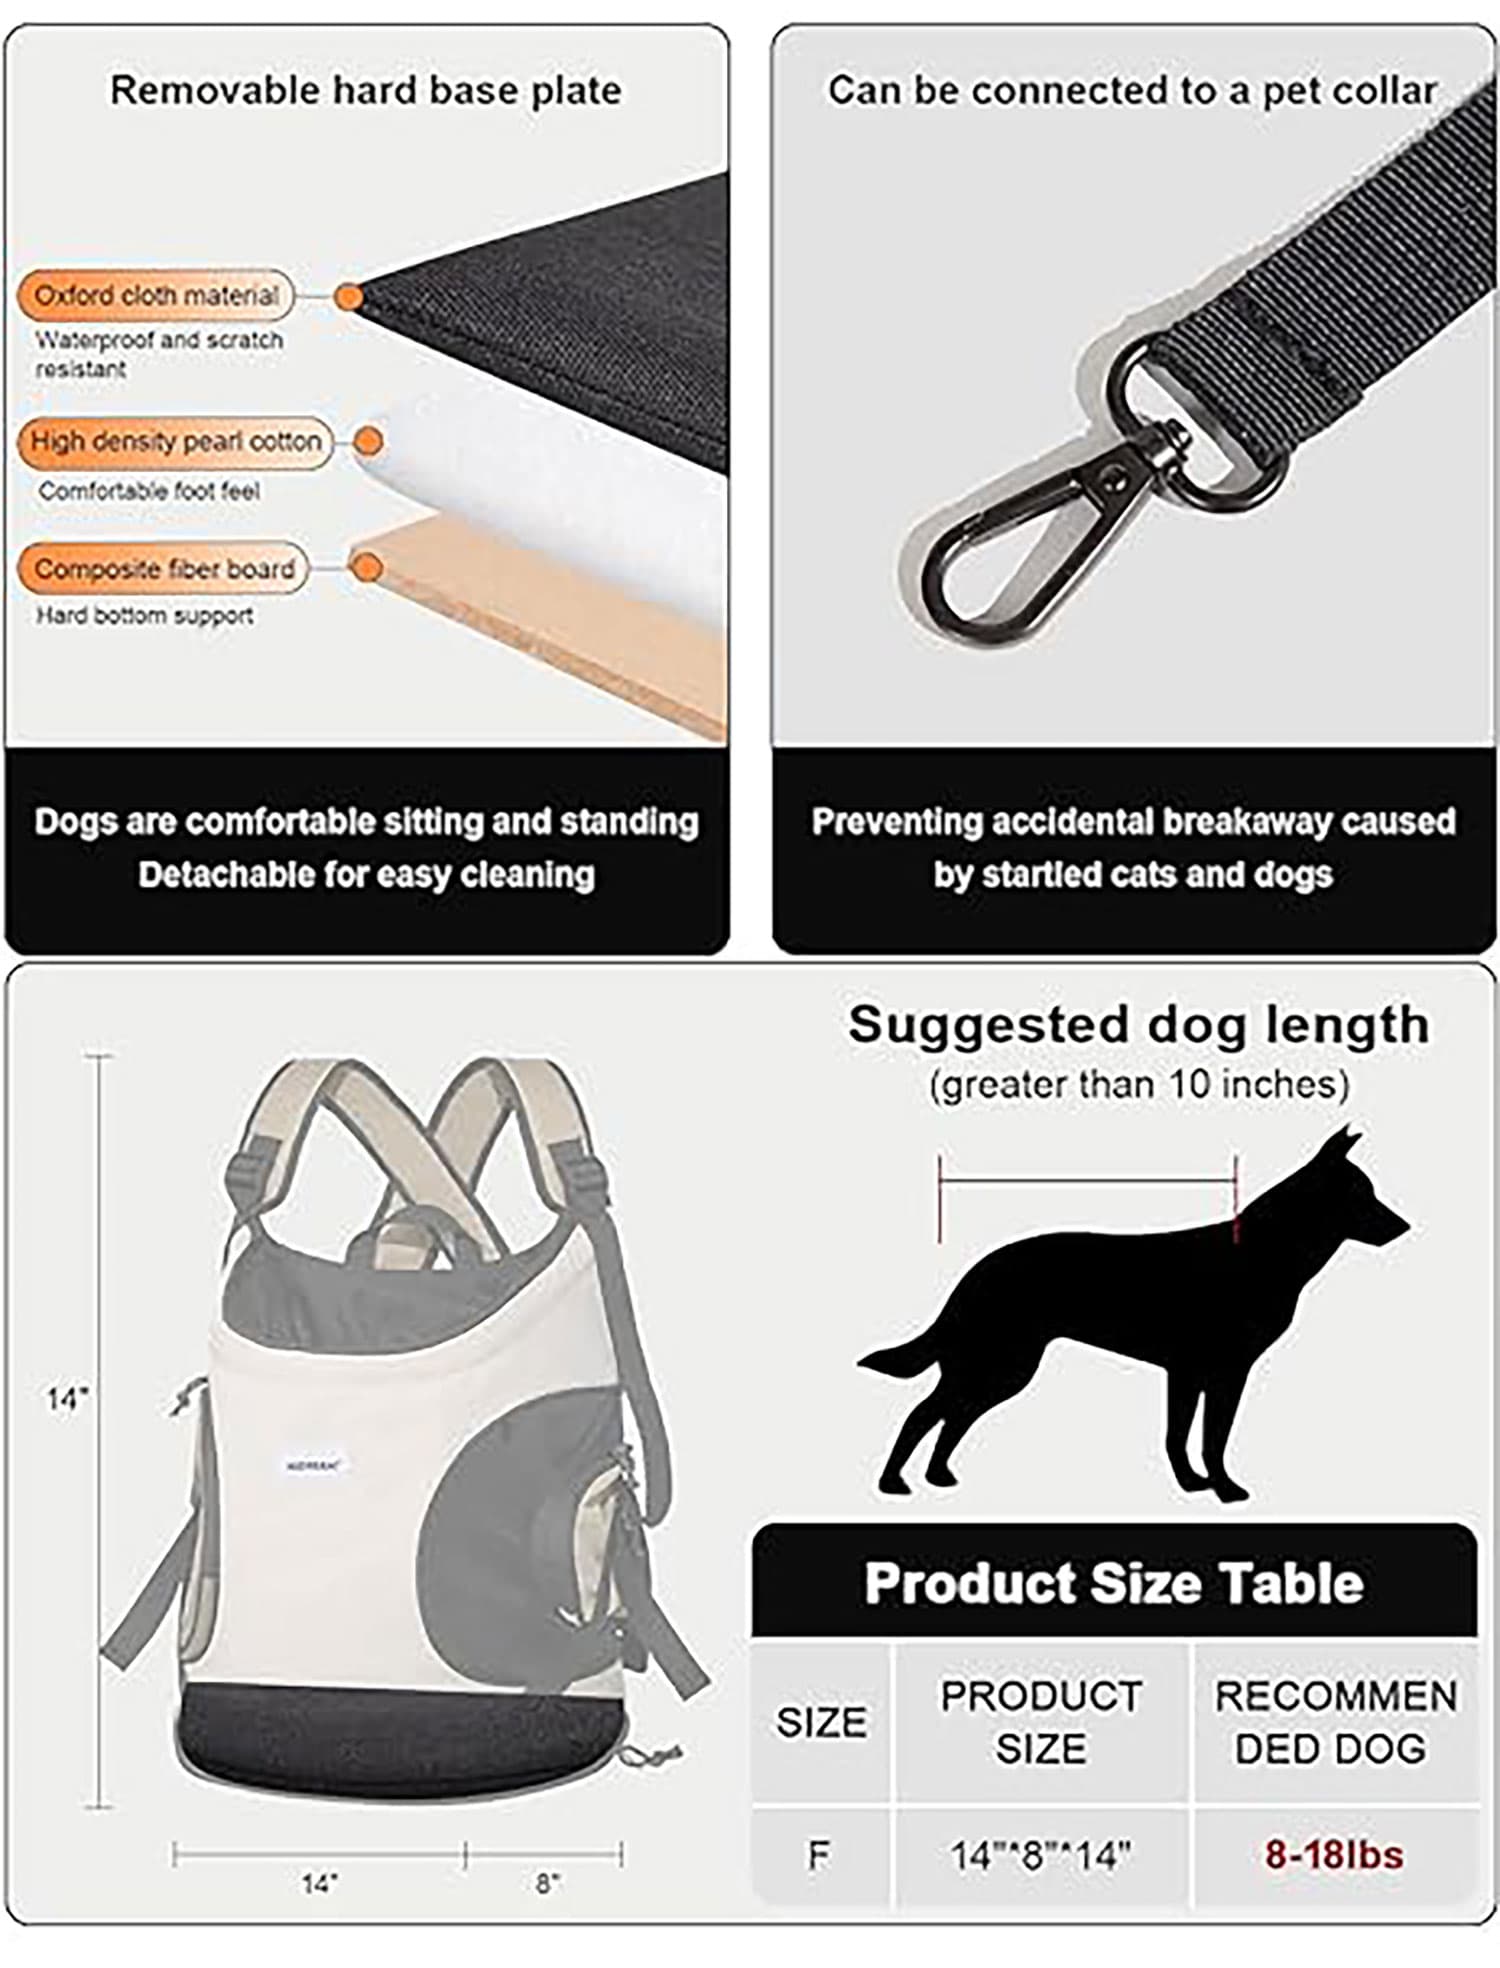 Removable hard base plate
Oxford cloth material
Waterproof and scratch
resistant
High density pearl cotton
Comfortable foot feel
Composite fiber board
Hard bottom support
Dogs are comfortable sitting and standing
Detachable for easy cleaning
Can be connected to a pet collar
Preventing accidental breakaway caused
by startled cats and dogs
14"
14"
8"
Suggested dog length
(greater than 10 inches)
Product Size Table
SIZE
PRODUCT
SIZE
RECOMMEN
DED DOG
F
14"*8"*14"
8-18lbs